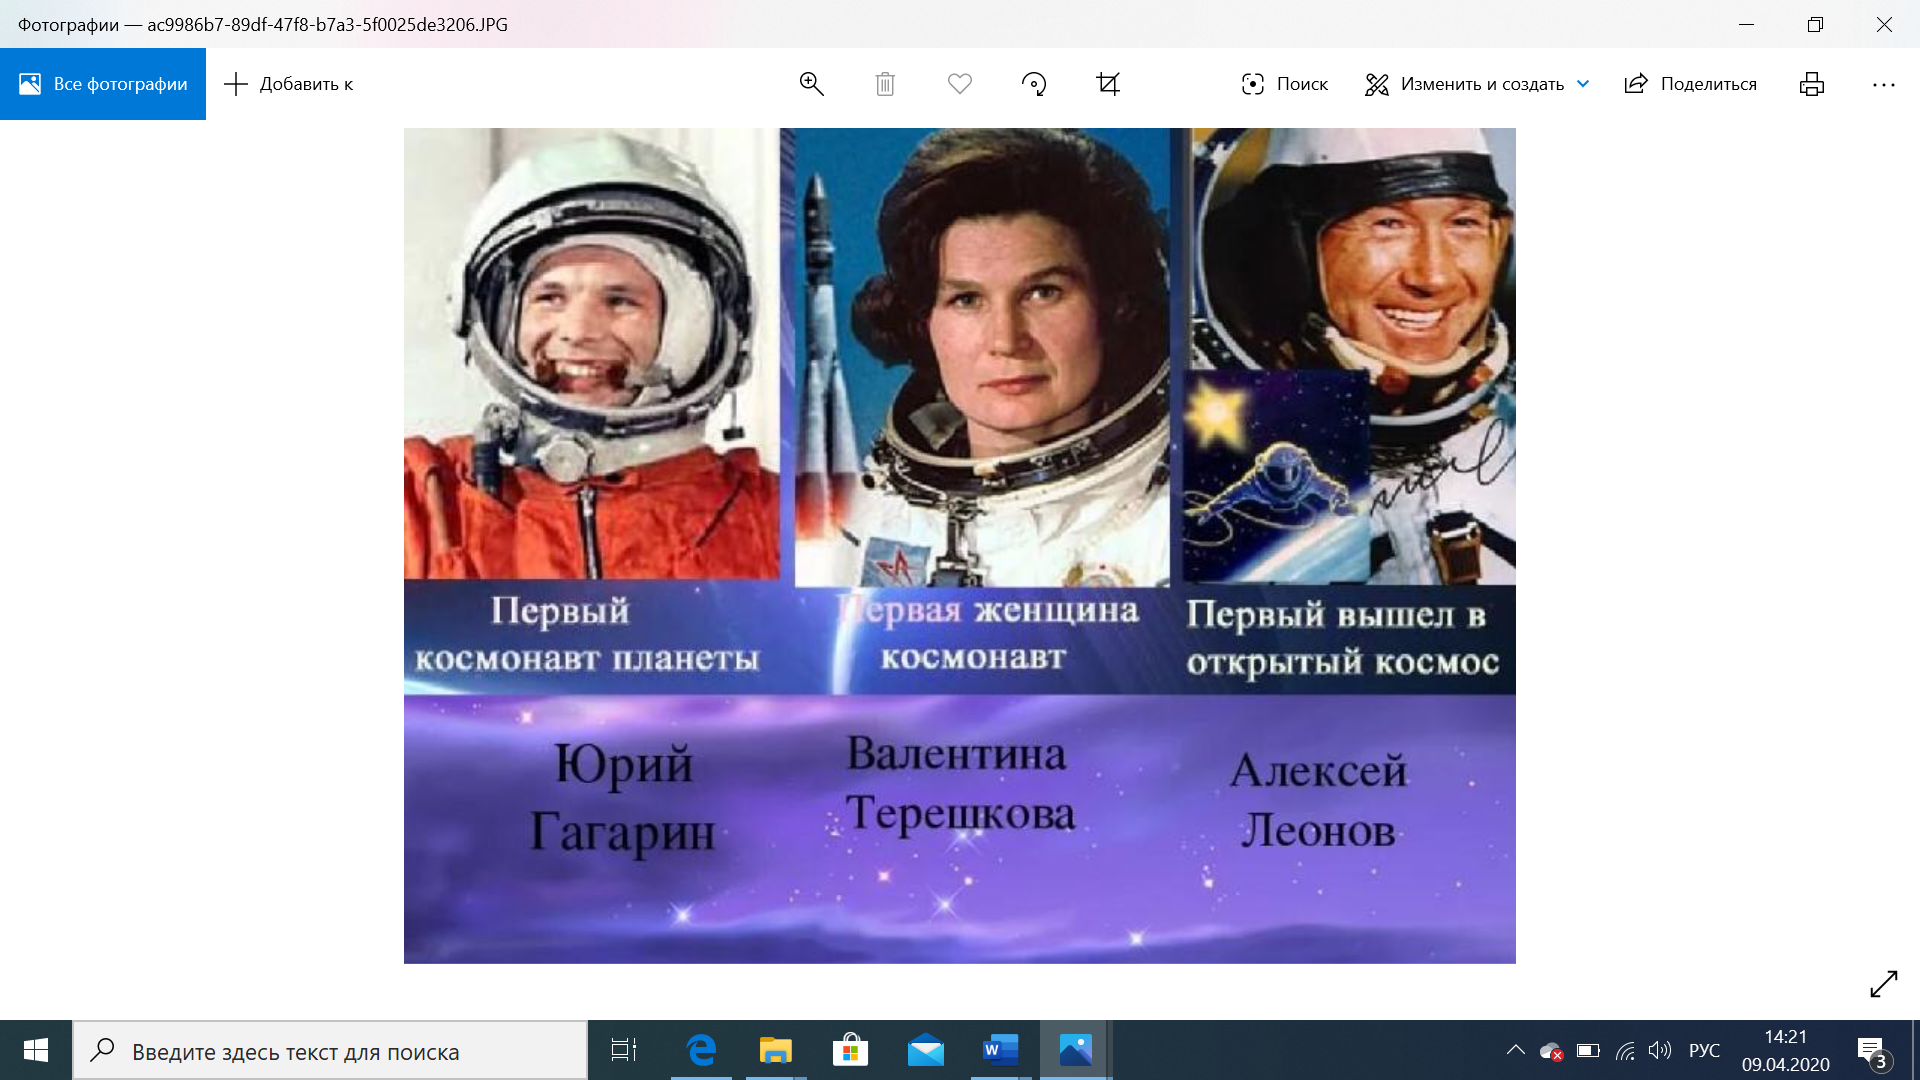 Фотографии — ac9986b7-89df-47f8-b7a3-5f0025de3206.JPG
Все фотографии
Добавить к
Поиск
Изменить и создать
Поделиться
Первый
космонавт планеты
Первая женщина
космонавт
Первый вышел в
открытый космос
Юрий
Гагарин
Валентина
Терешкова
Алексей
Леонов
Введите здесь текст для поиска
РУС
14:21
09.04.2020
3